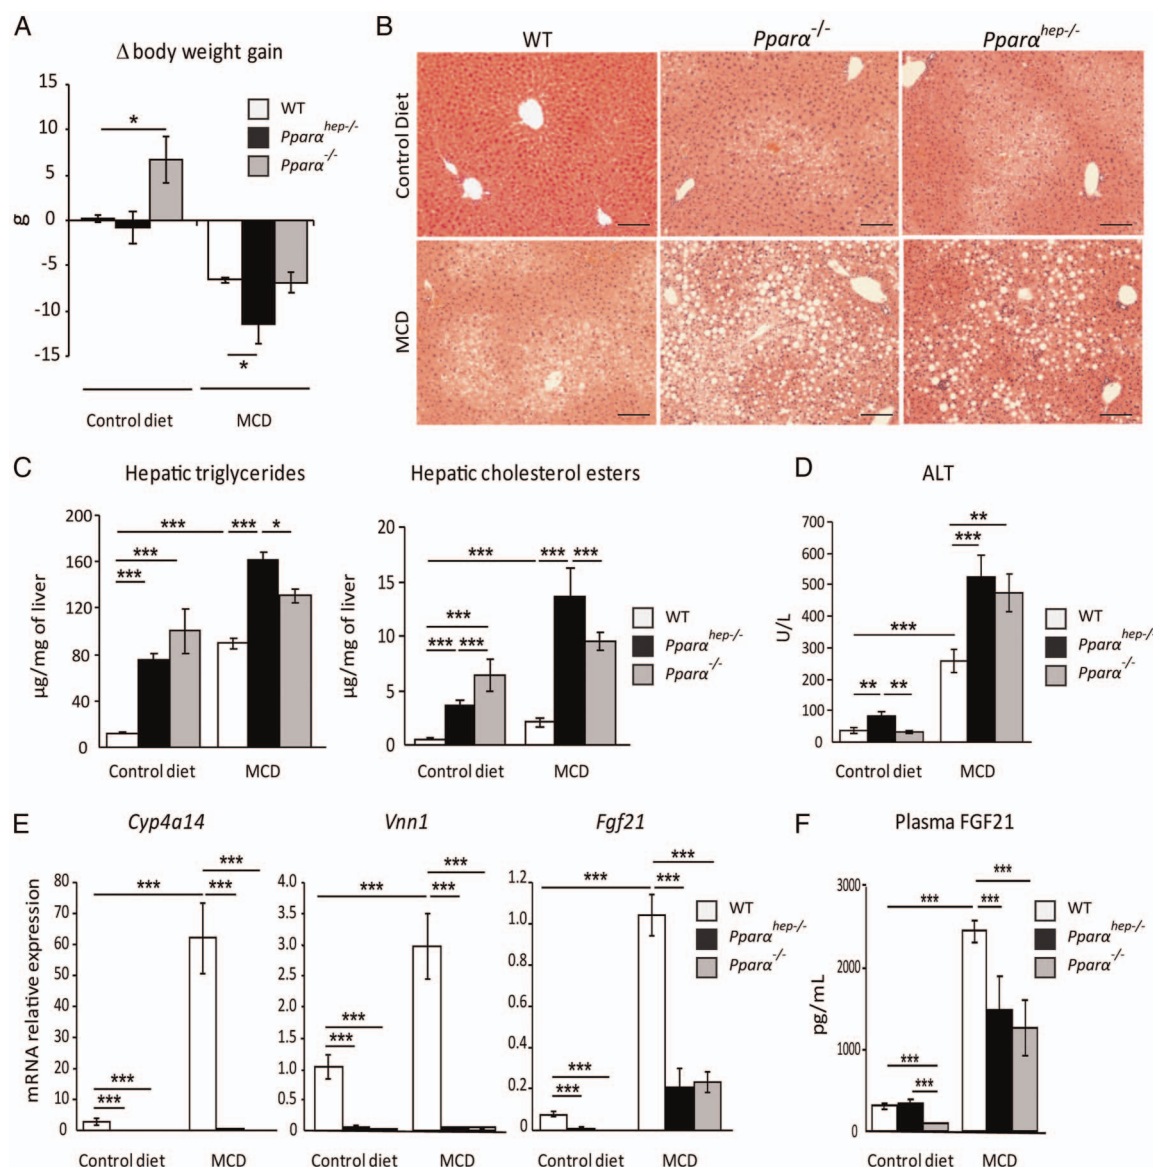 A
Δ body weight gain
15
10
5
0
-5
-10
-15
g
*
*
WT
Pparα hep-/-
Pparα -/-
Control diet
MCD
B
WT
Pparα -/-
Pparα hep-/-
Control Diet
MCD
C
Hepatic triglycerides
200
160
120
80
40
0
µg/mg of liver
***
***
***
***
*
Control diet
MCD
Hepatic cholesterol esters
20
15
10
5
0
µg/mg of liver
***
***
***
***
***
***
WT
Pparα hep-/-
Pparα -/-
Control diet
MCD
D
ALT
700
600
500
400
300
200
100
0
U/L
**
***
***
**
**
WT
Pparα hep-/-
Pparα -/-
Control diet
MCD
E
Cyp4a14
mRNA relative expression
80
70
60
50
40
30
20
10
0
***
***
***
***
***
Control diet
MCD
Vnn1
4.0
3.5
3.0
2.5
2.0
1.5
1.0
0.5
0.0
***
***
***
***
***
Control diet
MCD
Fgf21
1.2
1.0
0.8
0.6
0.4
0.2
***
***
***
***
***
WT
Pparα hep-/-
Pparα -/-
Control diet
MCD
F
Plasma FGF21
3000
2000
1000
0
pg/mL
***
***
***
***
***
WT
Pparα hep-/-
Pparα -/-
Control diet
MCD